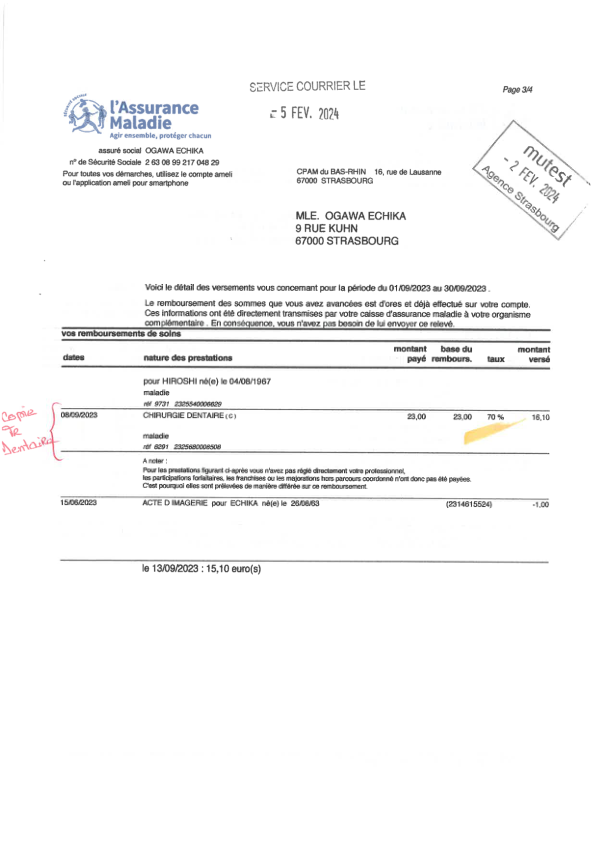 SERVICE COURRIER LE
5 FEV. 2024
Page 3/4
l'Assurance
Maladie
Agir ensemble, protéger chacun
mutest
- 2 FEV. 2024
Agence Strasbourg
assuré social OGAWA ECHIKA
n° de Sécurité Sociale 2 63 08 99 217 048 29
Pour toutes vos démarches, utilisez le compte ameli
ou l'application ameli pour smartphone
CPAM du BAS-RHIN 16, rue de Lausanne
67000 STRASBOURG
MLE. OGAWA ECHIKA
9 RUE KUHN
67000 STRASBOURG
Voici le détail des versements vous concernant pour la période du 01/09/2023 au 30/09/2023 .
Le remboursement des sommes que vous avez avancées est d'ores et déjà effectué sur votre compte.
Ces informations ont été directement transmises par votre caisse d'assurance maladie à votre organisme
complémentaire . En conséquence, vous n'avez pas besoin de lui envoyer ce relevé.
vos remboursements de soins
dates nature des prestations montant payé base du rembours. taux montant versé
pour HIROSHI né(e) le 04/08/1967
maladie
réf 9731 2325540006629
08/09/2023 CHIRURGIE DENTAIRE (C) 23,00 23,00 70 % 16,10
maladie
réf 6291 2325680006506
Copie
Dentaire
A noter :
Pour les prestations figurant ci-après vous n'avez pas réglé directement votre professionnel,
les participations forfaitaires, les franchises ou les majorations hors parcours coordonné n'ont donc pas été payées.
C'est pourquoi elles sont prélevées de manière différée sur ce remboursement.
15/06/2023 ACTE D IMAGERIE pour ECHIKA né(e) le 26/08/63 (2314615524) -1,00
le 13/09/2023 : 15,10 euro(s)